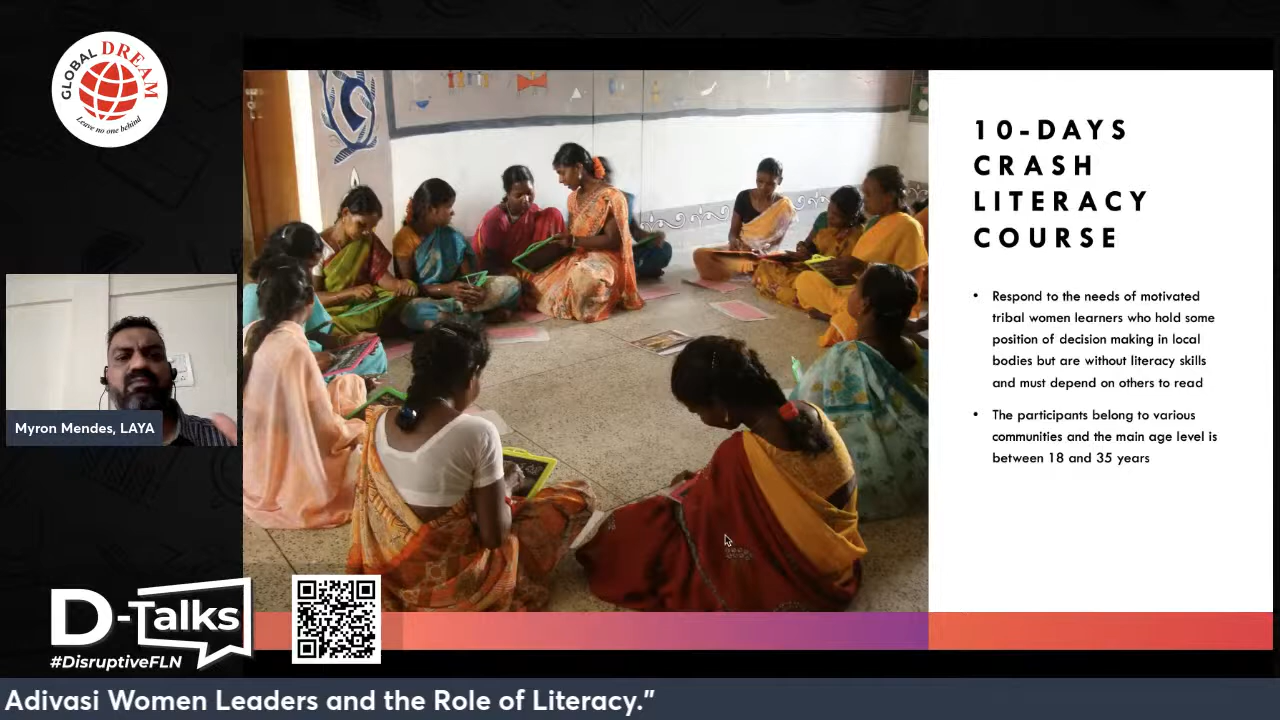 GLOBAL DREAM
Leave no one behind
10-DAYS
CRASH
LITERACY
COURSE
• Respond to the needs of motivated
tribal women learners who hold some
position of decision making in local
bodies but are without literacy skills
and must depend on others to read
• The participants belong to various
communities and the main age level is
between 18 and 35 years
Myron Mendes, LAYA
D-Talks
#DisruptiveFLN
Adivasi Women Leaders and the Role of Literacy.”